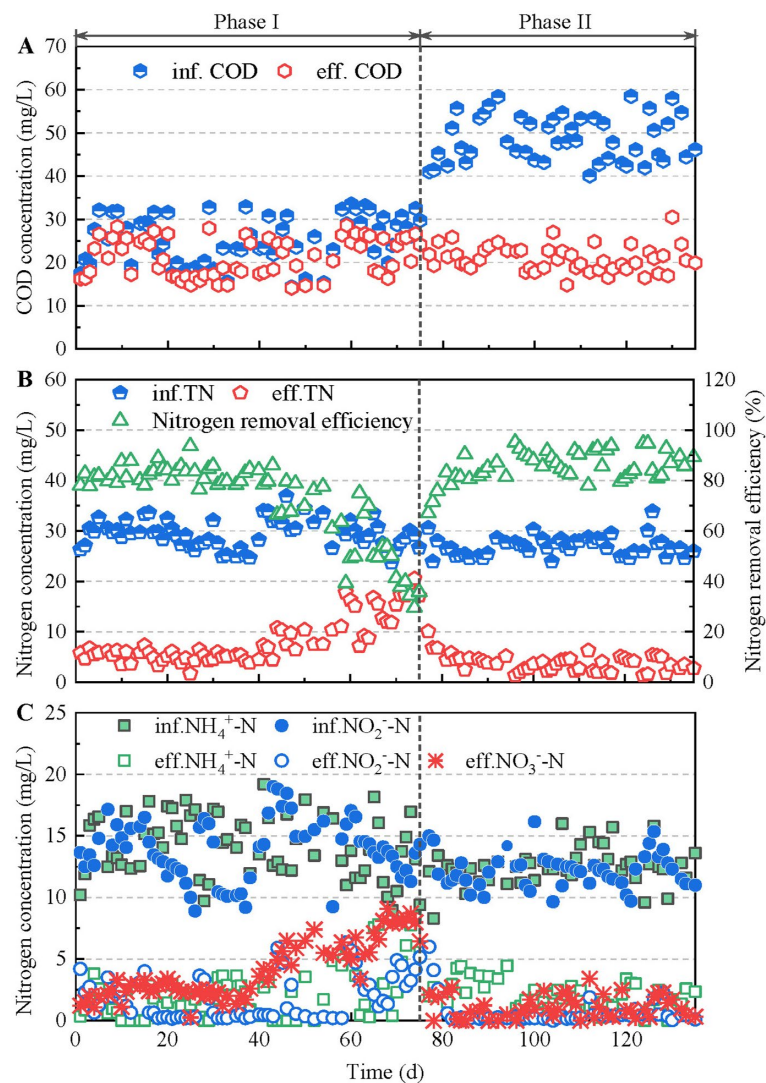 Phase I Phase II
A
70
60
50
40
30
20
10
0
COD concentration (mg/L)
inf. COD eff. COD
B
60
50
40
30
20
10
0
Nitrogen concentration (mg/L)
inf.TN eff.TN
Nitrogen removal efficiency
120
100
80
60
40
20
0
Nitrogen removal efficiency (%)
C
25
20
15
10
5
0
Nitrogen concentration (mg/L)
inf.NH₄⁺-N inf.NO₂⁻-N
eff.NH₄⁺-N eff.NO₂⁻-N eff.NO₃⁻-N
0 20 40 60 80 100 120
Time (d)